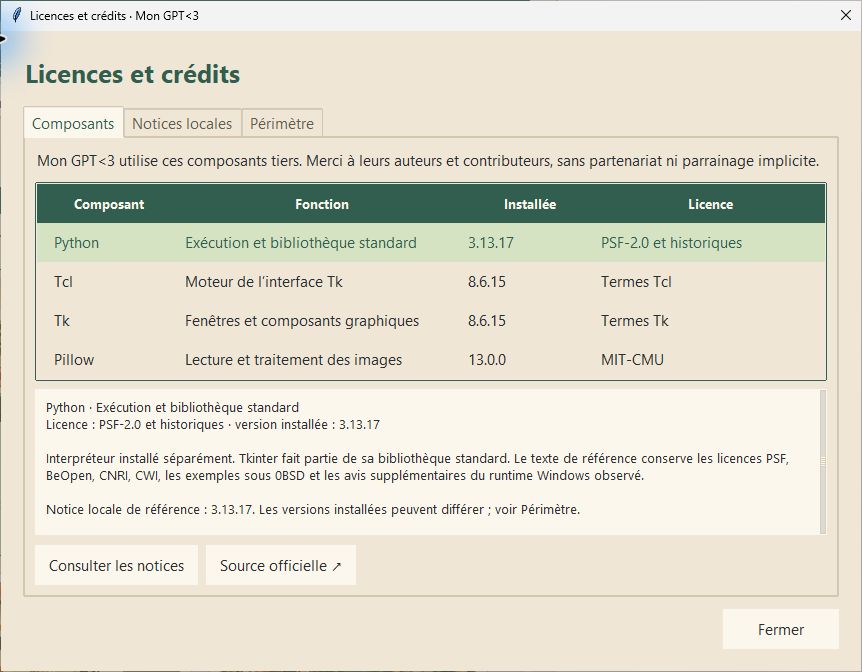 Licences et crédits · Mon GPT<3
Licences et crédits
Composants Notices locales Périmètre
Mon GPT<3 utilise ces composants tiers. Merci à leurs auteurs et contributeurs, sans partenariat ni parrainage implicite.
Composant Fonction Installée Licence
Python Exécution et bibliothèque standard 3.13.17 PSF-2.0 et historiques
Tcl Moteur de l’interface Tk 8.6.15 Termes Tcl
Tk Fenêtres et composants graphiques 8.6.15 Termes Tk
Pillow Lecture et traitement des images 13.0.0 MIT-CMU
Python · Exécution et bibliothèque standard
Licence : PSF-2.0 et historiques · version installée : 3.13.17
Interpréteur installé séparément. Tkinter fait partie de sa bibliothèque standard. Le texte de référence conserve les licences PSF,
BeOpen, CNRI, CWI, les exemples sous 0BSD et les avis supplémentaires du runtime Windows observé.
Notice locale de référence : 3.13.17. Les versions installées peuvent différer ; voir Périmètre.
Consulter les notices Source officielle ↗
Fermer